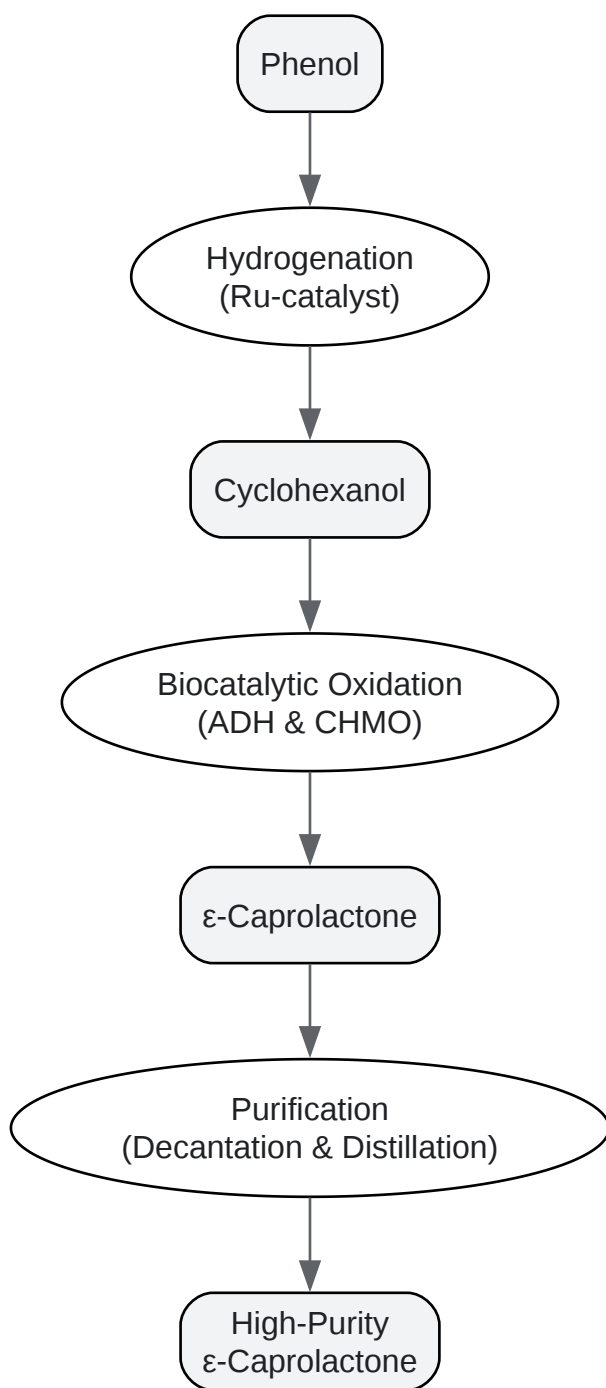 Phenol
Hydrogenation
(Ru-catalyst)
Cyclohexanol
Biocatalytic Oxidation
(ADH & CHMO)
ε-Caprolactone
Purification
(Decantation & Distillation)
High-Purity
ε-Caprolactone